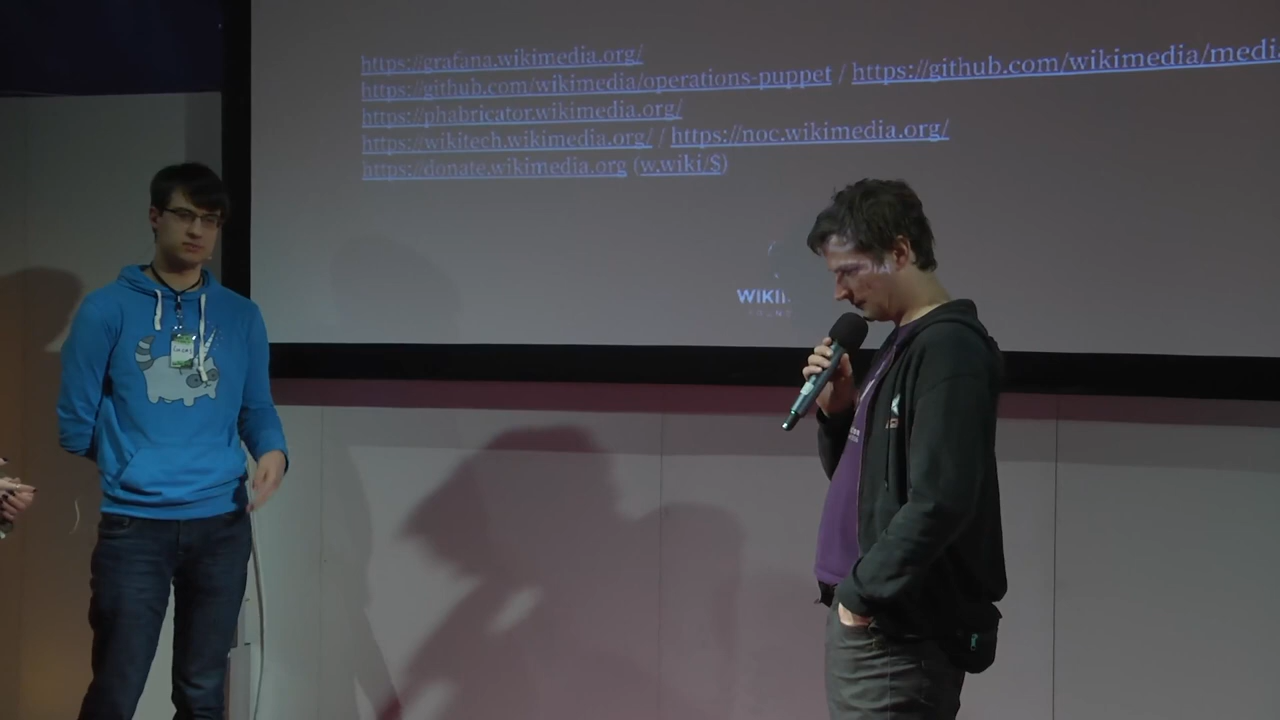 https://grafana.wikimedia.org/
https://github.com/wikimedia/operations-puppet / https://github.com/wikimedia/medi
https://phabricator.wikimedia.org/
https://wikitech.wikimedia.org/ / https://noc.wikimedia.org/
https://donate.wikimedia.org (w.wiki/$)
WIKI